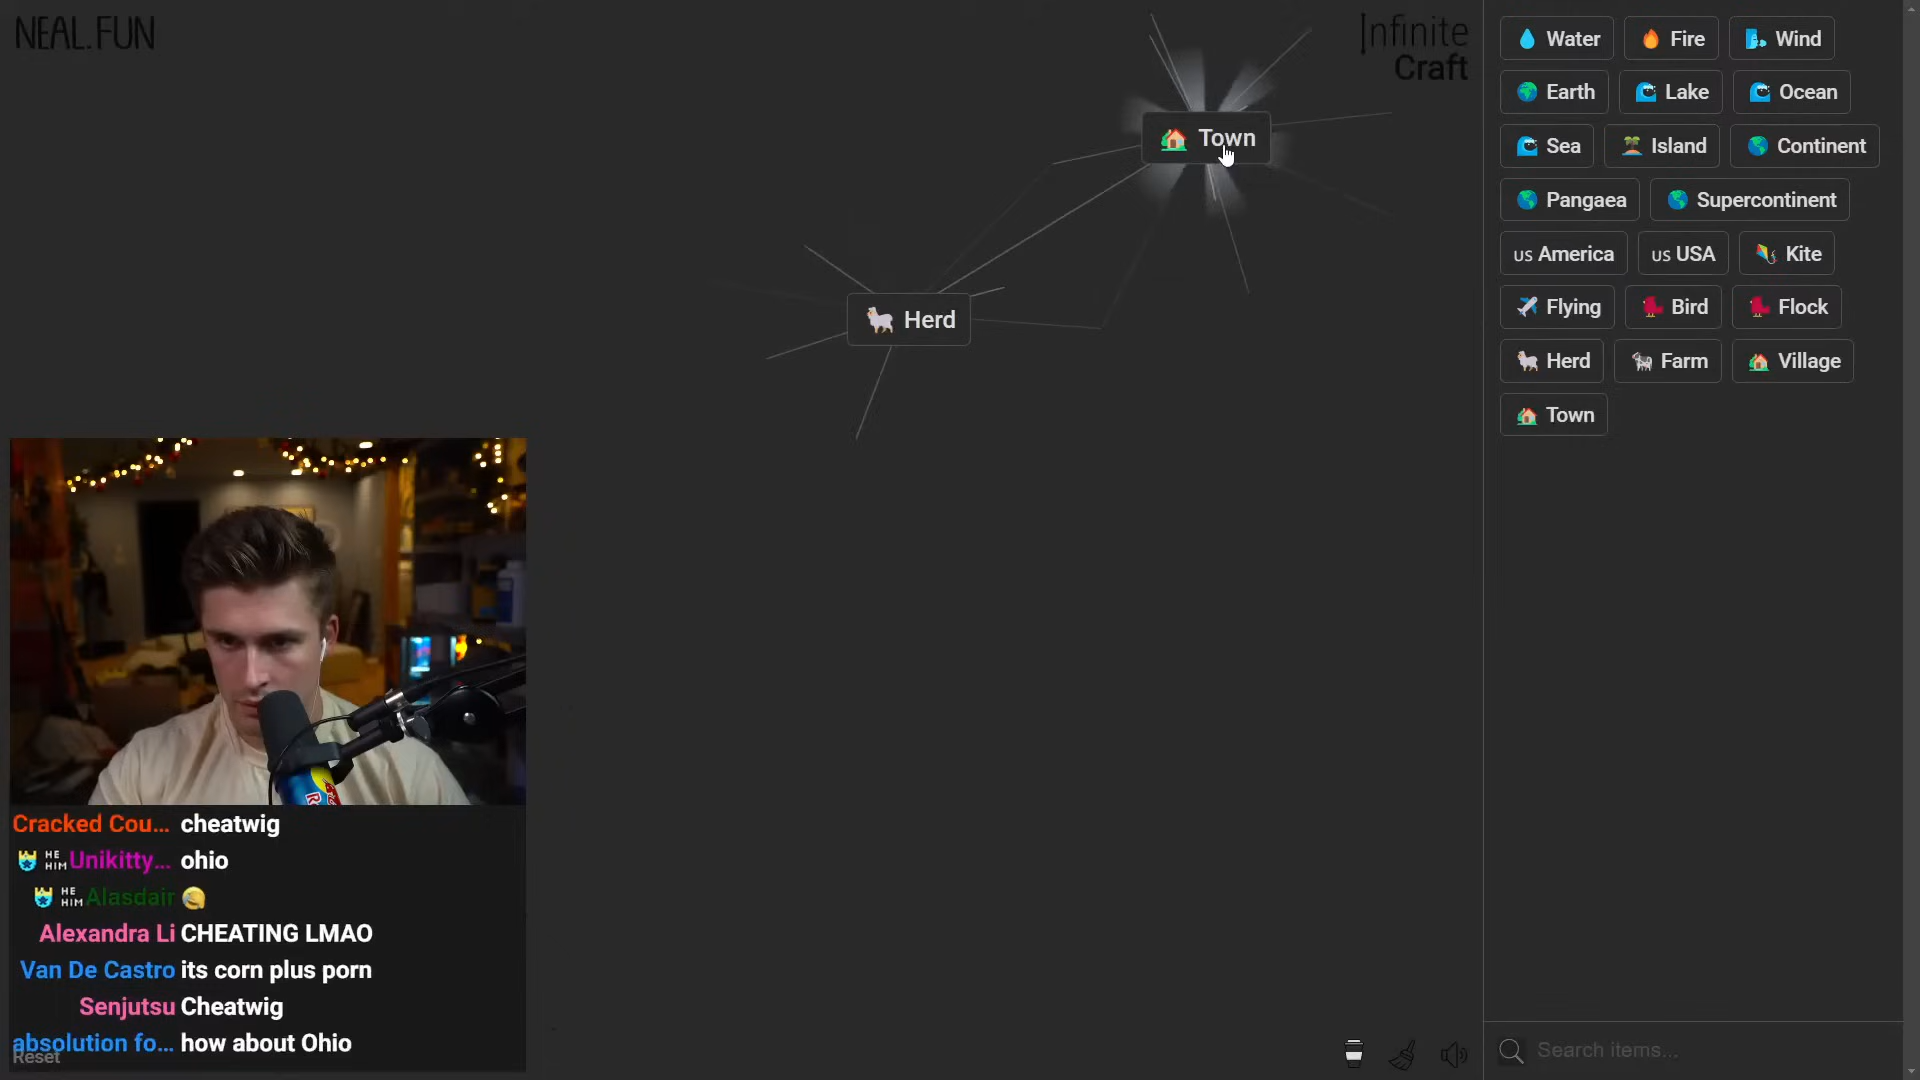 NEAL.FUN
Infinite
Craft
Town
Herd
Water
Fire
Wind
Earth
Lake
Ocean
Sea
Island
Continent
Pangaea
Supercontinent
US America
US USA
Kite
Flying
Bird
Flock
Herd
Farm
Village
Town
Cracked Cou... cheatwig
HE HIM Unikitty... ohio
HE HIM Alasdair
Alexandra Li CHEATING LMAO
Van De Castro its corn plus porn
Senjutsu Cheatwig
absolution fo... how about Ohio
Reset
Search items...